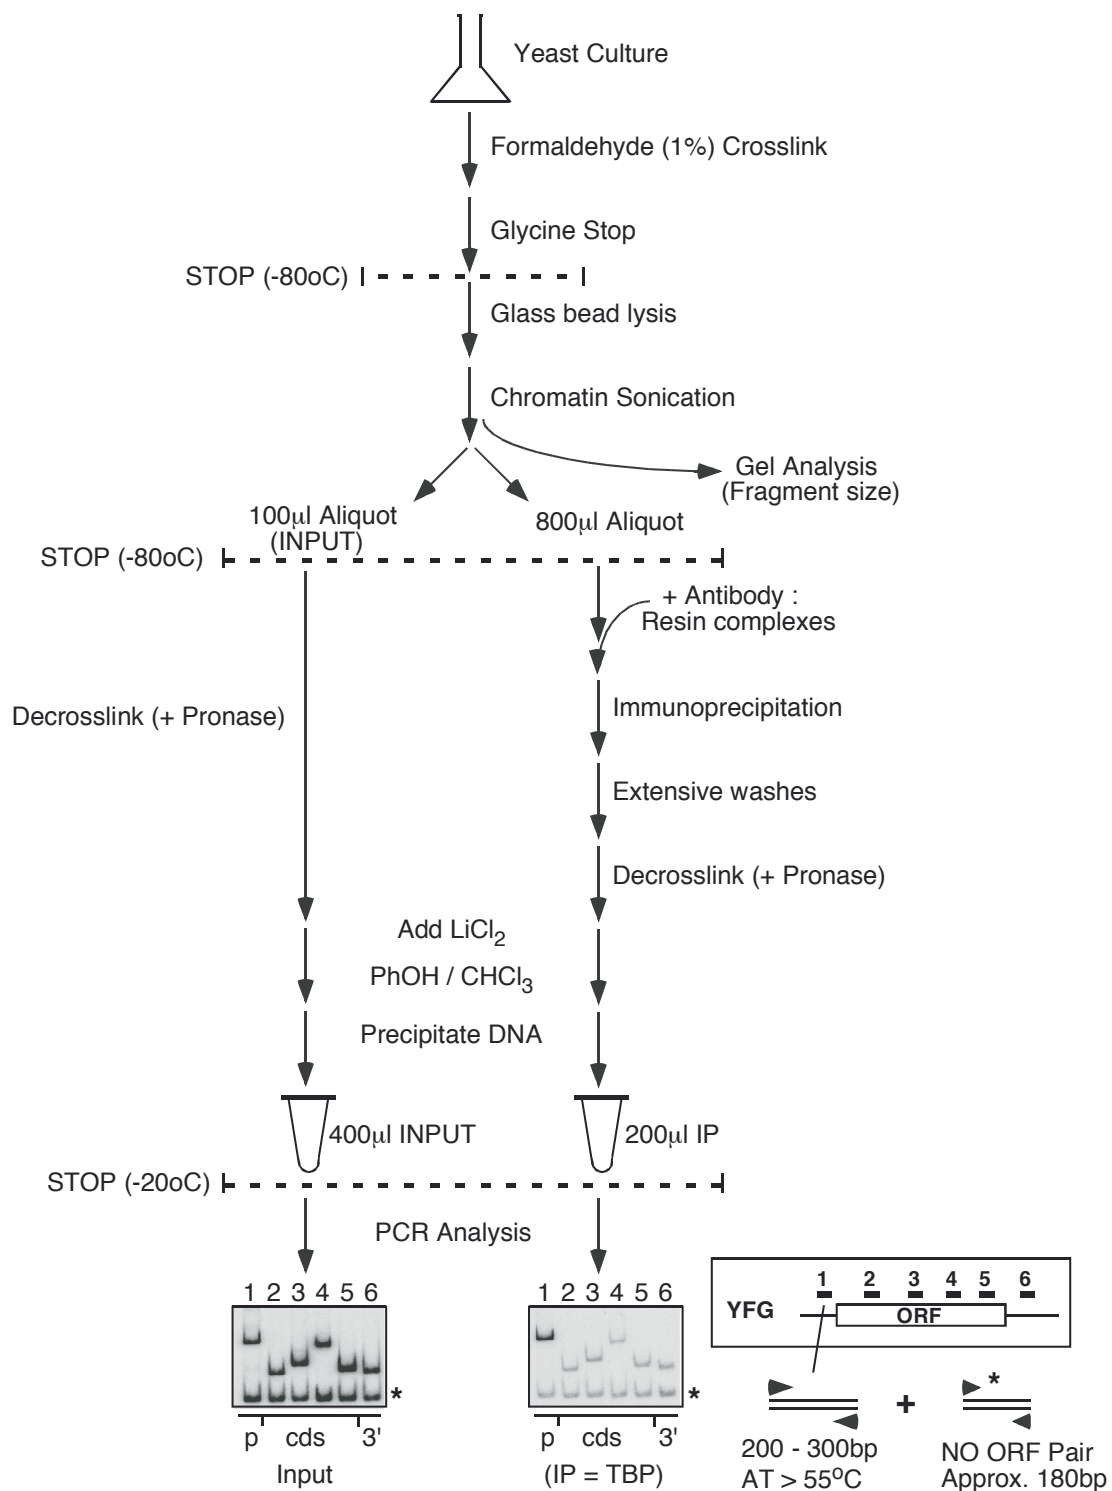 Yeast Culture
Formaldehyde (1%) Crosslink
Glycine Stop
STOP (-80oC)
Glass bead lysis
Chromatin Sonication
Gel Analysis
(Fragment size)
100μl Aliquot
(INPUT)
800μl Aliquot
STOP (-80oC)
+ Antibody :
Resin complexes
Immunoprecipitation
Decrosslink (+ Pronase)
Extensive washes
Decrosslink (+ Pronase)
Add LiCl2
PhOH / CHCl3
Precipitate DNA
400μl INPUT
200μl IP
STOP (-20oC)
PCR Analysis
1 2 3 4 5 6
*
p cds 3'
Input
1 2 3 4 5 6
*
p cds 3'
(IP = TBP)
1 2 3 4 5 6
YFG
ORF
+
*
200 - 300bp
AT > 55oC
NO ORF Pair
Approx. 180bp